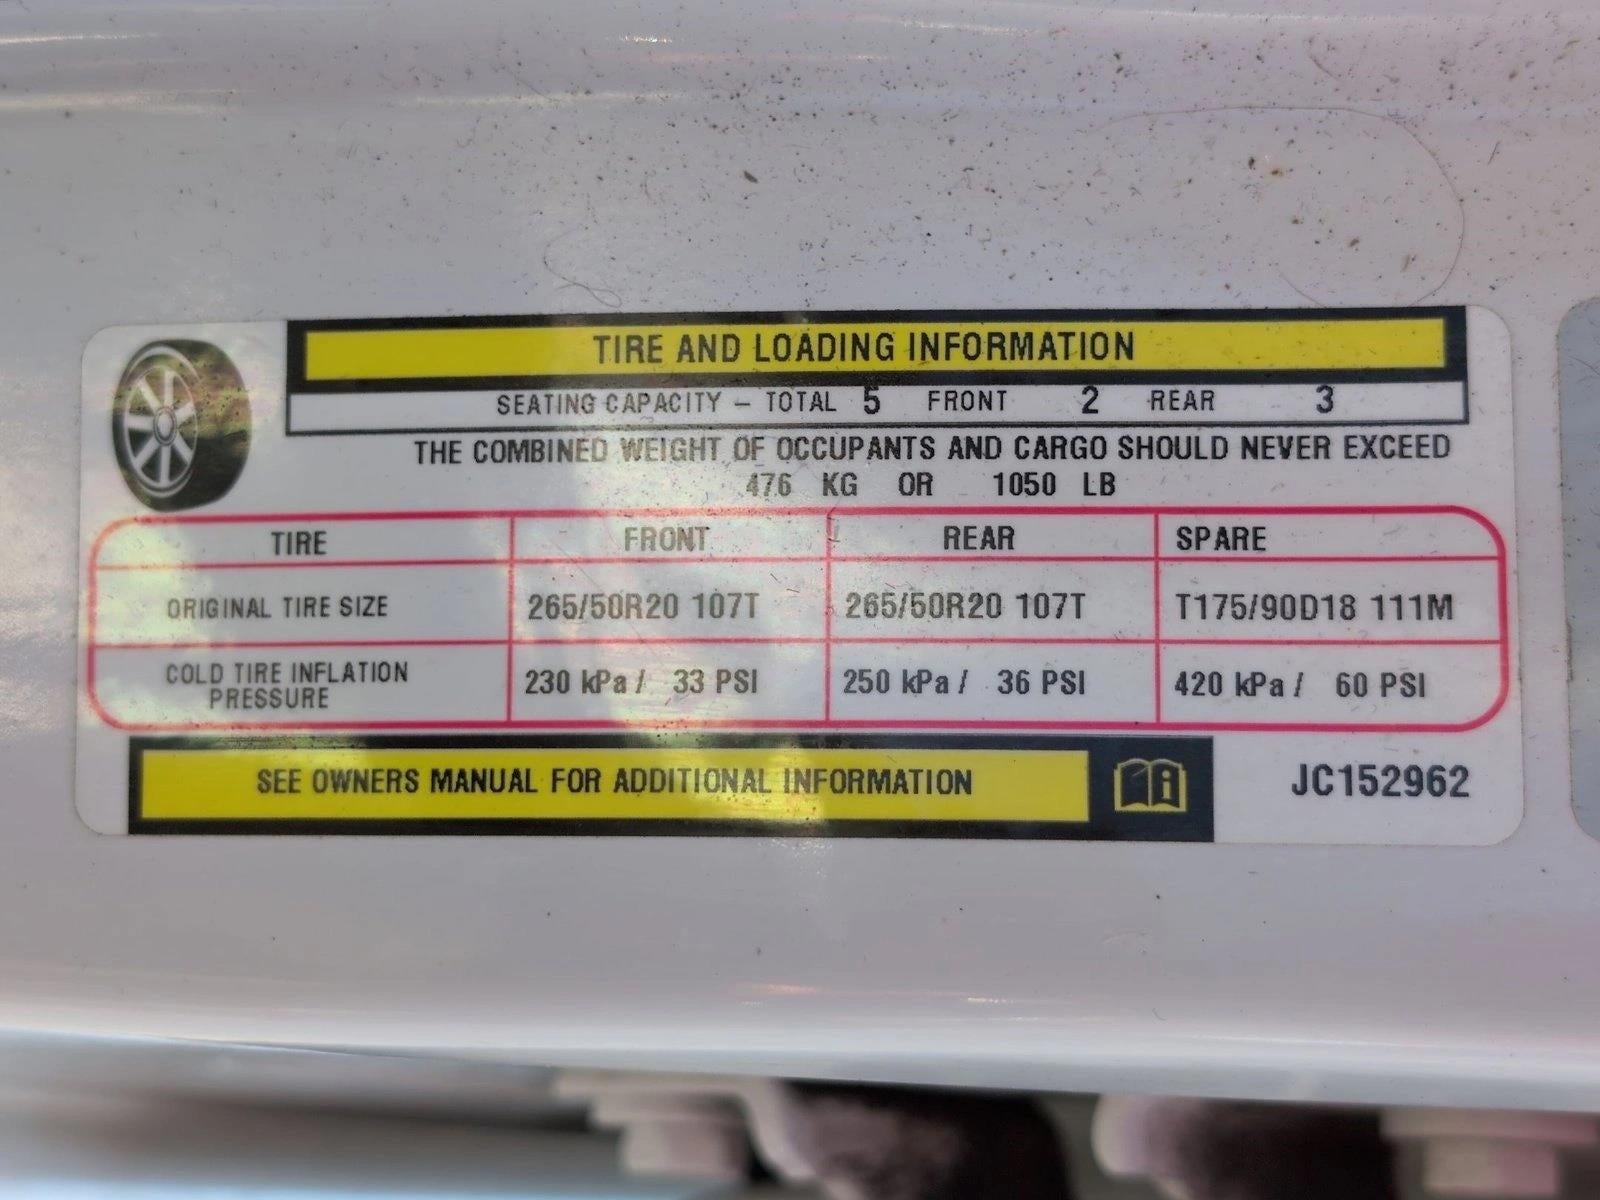 TIRE AND LOADING INFORMATION
SEATING CAPACITY – TOTAL 5 FRONT 2 REAR 3
THE COMBINED WEIGHT OF OCCUPANTS AND CARGO SHOULD NEVER EXCEED
476 KG OR 1050 LB
TIRE FRONT REAR SPARE
ORIGINAL TIRE SIZE 265/50R20 107T 265/50R20 107T T175/90D18 111M
COLD TIRE INFLATION
PRESSURE 230 kPa / 33 PSI 250 kPa / 36 PSI 420 kPa / 60 PSI
SEE OWNERS MANUAL FOR ADDITIONAL INFORMATION
JC152962